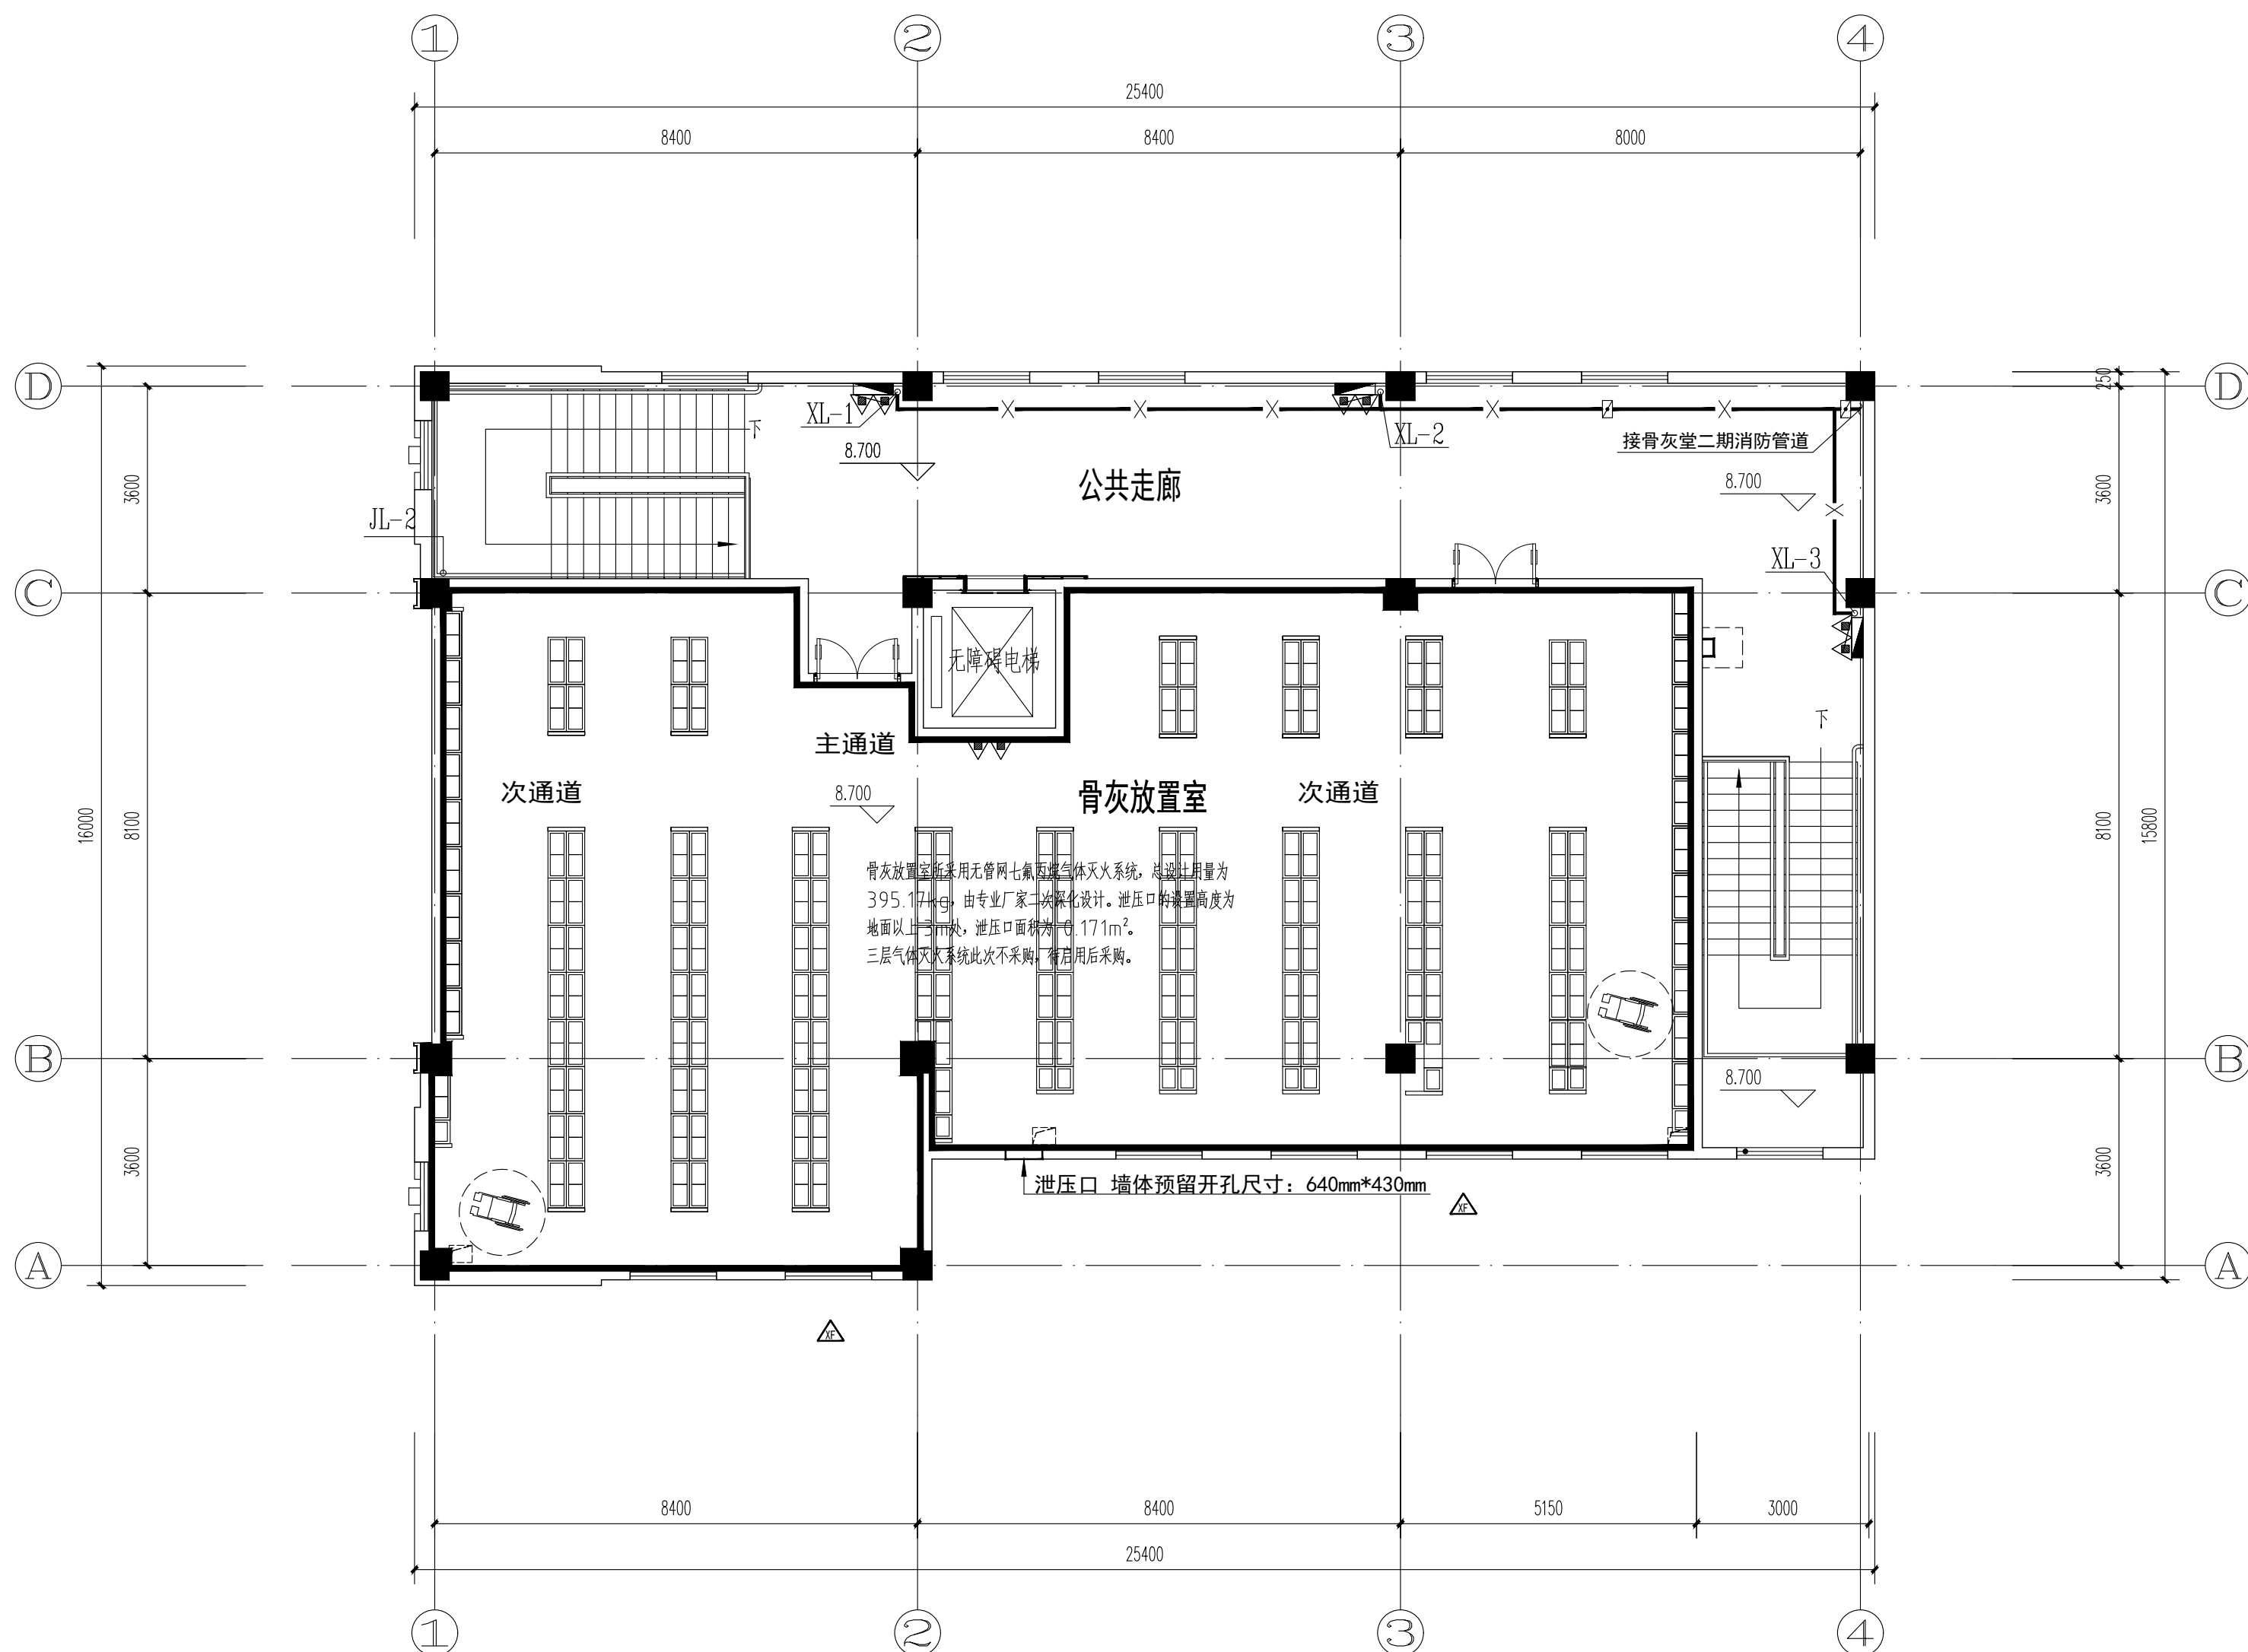 1
2
3
4
25400
8400
8400
8000
D
D
250
XL-1
XL-2
下
接骨灰堂二期消防管道
8.700
公共走廊
8.700
3600
3600
JL-2
XL-3
C
C
无障碍电梯
下
主通道
次通道
8.700
骨灰放置室
次通道
16000
8100
8100
15800
骨灰放置室所采用无管网七氟丙烷气体灭火系统，总设计用量为
395.17kg，由专业厂家二次深化设计。泄压口的设置高度为
地面以上3m处，泄压口面积为 0.171m²。
三层气体灭火系统此次不采购，待启用后采购。
B
B
8.700
3600
3600
泄压口 墙体预留开孔尺寸：640mm*430mm
XF
A
A
XF
8400
8400
5150
3000
25400
1
2
3
4